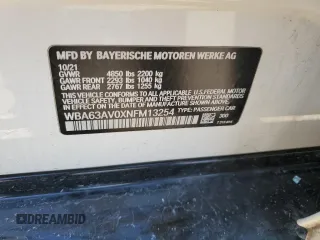 MFD BY BAYERISCHE MOTOREN WERKE AG
10/21
GVWR 4850 lbs 2200 kg
GAWR FRONT 2293 lbs 1040 kg
GAWR REAR 2767 lbs 1255 kg
THIS VEHICLE CONFORMS TO ALL APPLICABLE U.S. FEDERAL MOTOR
VEHICLE SAFETY, BUMPER, AND THEFT PREVENTION STANDARDS IN
EFFECT ON THE DATE OF MANUFACTURE SHOWN ABOVE.
WBA63AV0XNFM13254 TYPE: PASSENGER CAR
300
DREAMBID